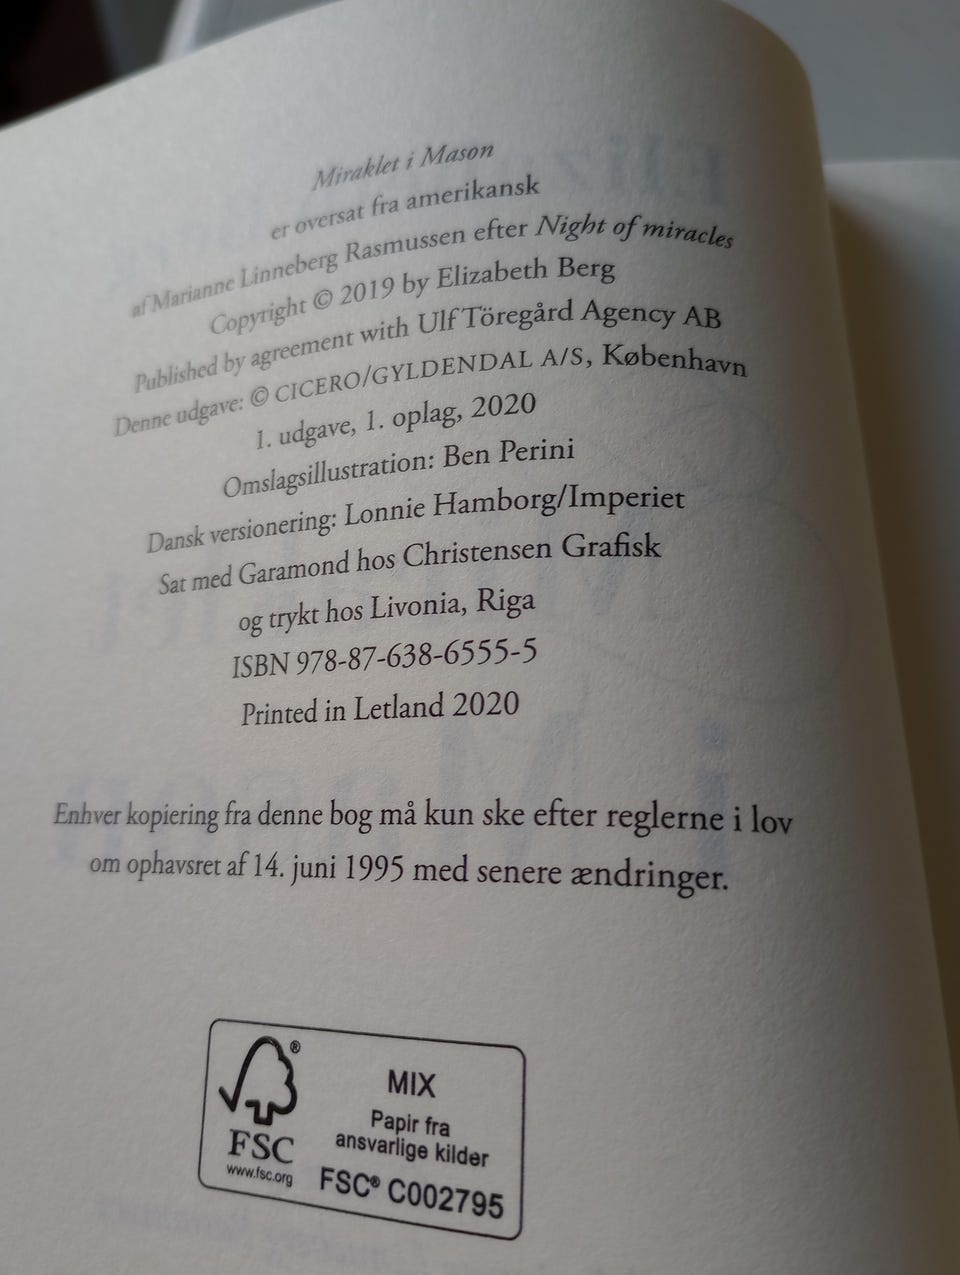 Miraklet i Mason
er oversat fra amerikansk
af Marianne Linneberg Rasmussen efter Night of miracles
Copyright © 2019 by Elizabeth Berg
Published by agreement with Ulf Töregård Agency AB
Denne udgave: © CICERO/GYLDENDAL A/S, København
1. udgave, 1. oplag, 2020
Omslagsillustration: Ben Perini
Dansk versionering: Lonnie Hamborg/Imperiet
Sat med Garamond hos Christensen Grafisk
og trykt hos Livonia, Riga
ISBN 978-87-638-6555-5
Printed in Letland 2020
Enhver kopiering fra denne bog må kun ske efter reglerne i lov
om ophavsret af 14. juni 1995 med senere ændringer.
®
FSC
www.fsc.org
MIX
Papir fra
ansvarlige kilder
FSC® C002795